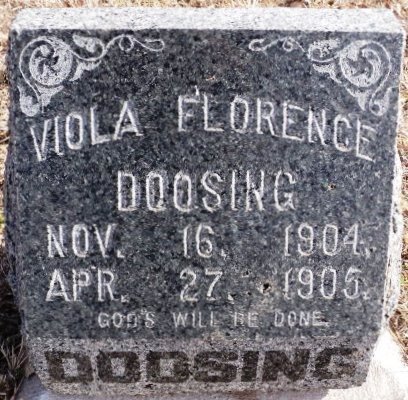 VIOLA FLORENCE
DOOSING
NOV. 16. 1904.
APR. 27. 1905.
GOD'S WILL BE DONE.
DOOSING